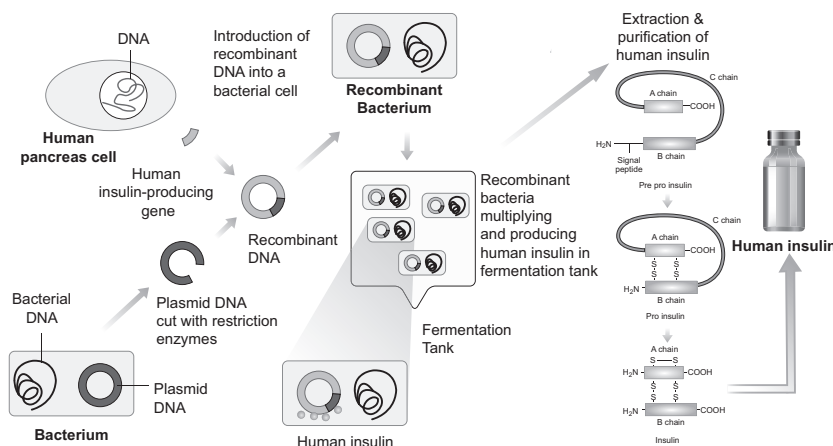 DNA
Human
pancreas cell
Human
insulin-producing
gene
Introduction of
recombinant
DNA into a
bacterial cell
Recombinant
Bacterium
Recombinant
DNA
Plasmid DNA
cut with restriction
enzymes
Bacterial
DNA
Plasmid
DNA
Bacterium
Recombinant
bacteria
multiplying
and producing
human insulin in
fermentation tank
Fermentation
Tank
Human insulin
Extraction &
purification of
human insulin
C chain
A chain
COOH
H₂N
Signal
peptide
B chain
Pre pro insulin
C chain
A chain
COOH
S S
S S
H₂N
B chain
Pro insulin
A chain
S S
H₂N COOH
S S
S S
H₂N COOH
B chain
Insulin
Human insulin